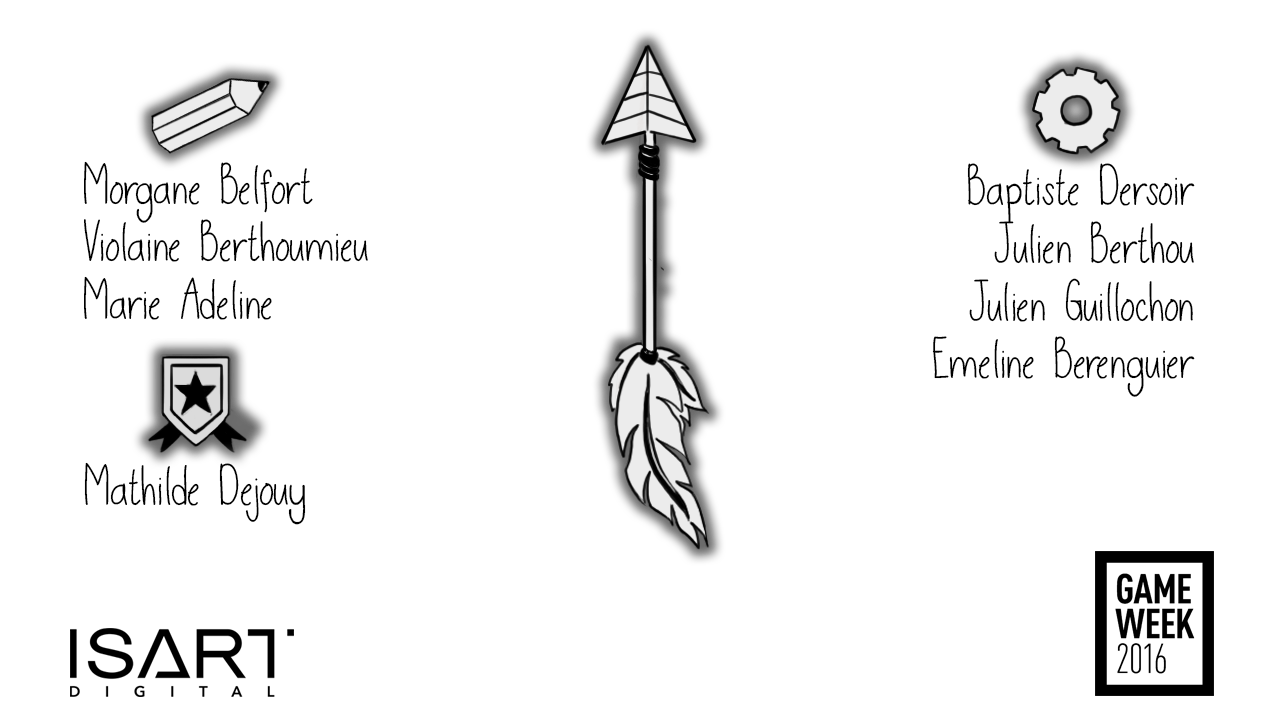 Morgane Belfort
Violaine Berthoumieu
Marie Adeline
Mathilde Dejouy
Baptiste Dersoir
Julien Berthou
Julien Guillochon
Emeline Berenguier
ISART
DIGITAL
GAME
WEEK
2016